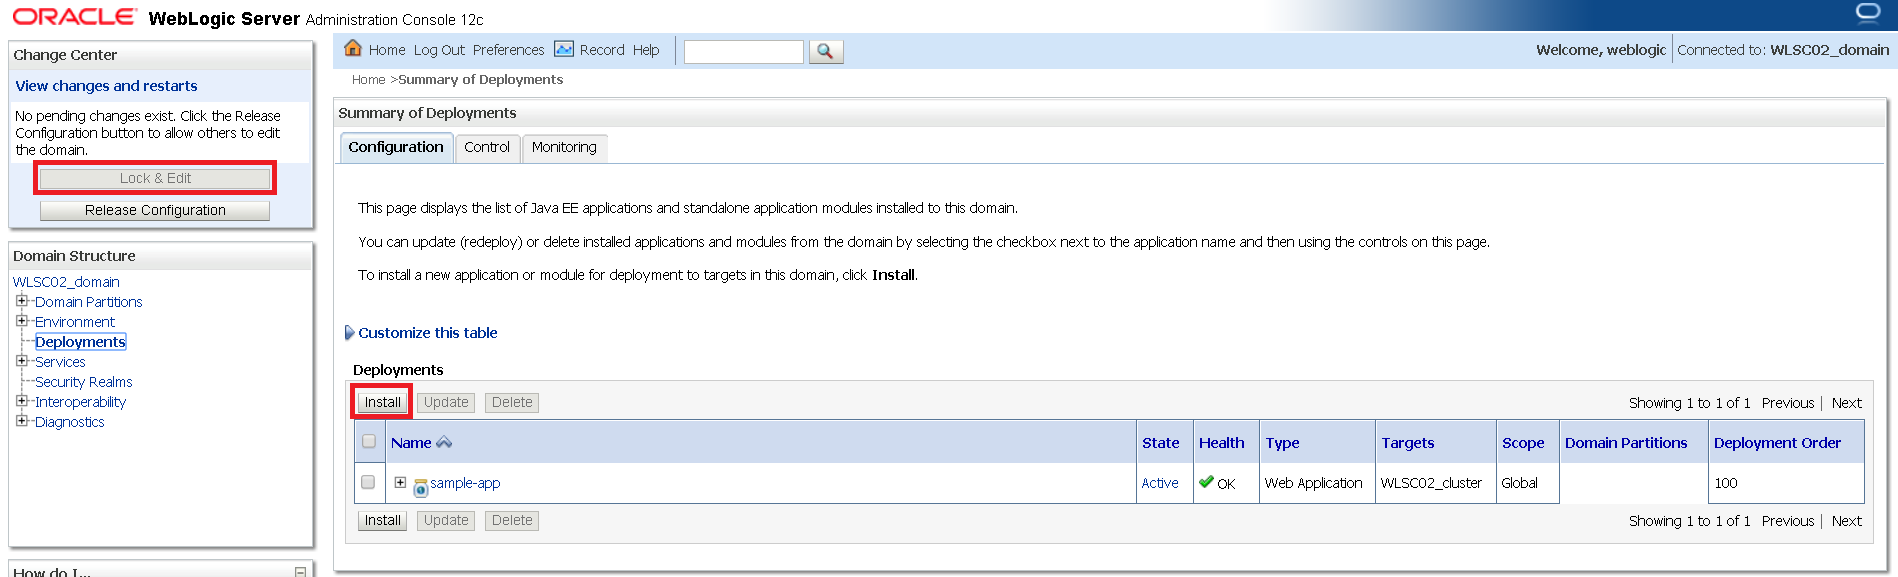 ORACLE WebLogic Server Administration Console 12c
Change Center
View changes and restarts
No pending changes exist. Click the Release
Configuration button to allow others to edit
the domain.
Lock & Edit
Release Configuration
Domain Structure
WLSC02_domain
Domain Partitions
Environment
Deployments
Services
Security Realms
Interoperability
Diagnostics
How do I...
Home Log Out Preferences Record Help
Welcome, weblogic Connected to: WLSC02_domain
Home >Summary of Deployments
Summary of Deployments
Configuration Control Monitoring
This page displays the list of Java EE applications and standalone application modules installed to this domain.
You can update (redeploy) or delete installed applications and modules from the domain by selecting the checkbox next to the application name and then using the controls on this page.
To install a new application or module for deployment to targets in this domain, click Install.
Customize this table
Deployments
Install Update Delete Showing 1 to 1 of 1 Previous | Next
Name State Health Type Targets Scope Domain Partitions Deployment Order
sample-app Active OK Web Application WLSC02_cluster Global 100
Install Update Delete Showing 1 to 1 of 1 Previous | Next